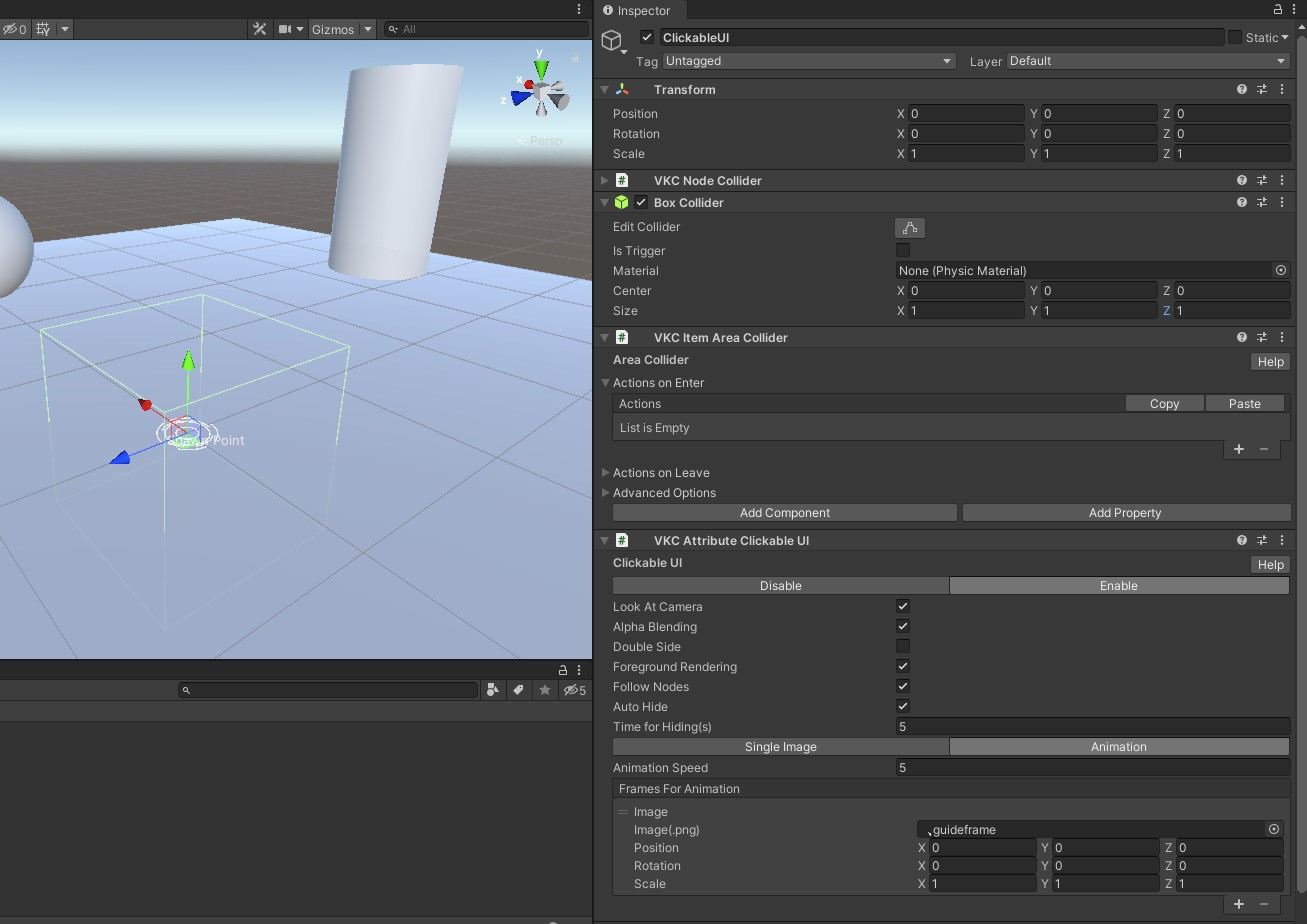 Inspector
0
Gizmos
All
ClickableUI
Static
Tag Untagged Layer Default
y
x
z
Persp
Transform
Position X 0 Y 0 Z 0
Rotation X 0 Y 0 Z 0
Scale X 1 Y 1 Z 1
# VKC Node Collider
Box Collider
Edit Collider
Is Trigger
Material None (Physic Material)
Center X 0 Y 0 Z 0
Size X 1 Y 1 Z 1
# VKC Item Area Collider
Area Collider Help
Actions on Enter
Actions Copy Paste
List is Empty
+ −
Point
Actions on Leave
Advanced Options
Add Component Add Property
# VKC Attribute Clickable UI
Clickable UI Help
Disable Enable
Look At Camera
Alpha Blending
Double Side
Foreground Rendering
Follow Nodes
5
Auto Hide
Time for Hiding(s) 5
Single Image Animation
Animation Speed 5
Frames For Animation
Image
Image(.png) guideframe
Position X 0 Y 0 Z 0
Rotation X 0 Y 0 Z 0
Scale X 1 Y 1 Z 1
+ −